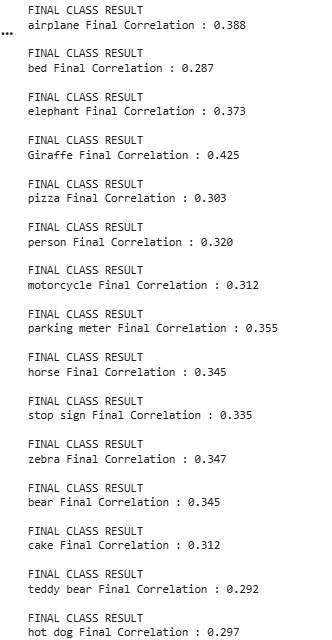 FINAL CLASS RESULT
airplane Final Correlation : 0.388
...
FINAL CLASS RESULT
bed Final Correlation : 0.287
FINAL CLASS RESULT
elephant Final Correlation : 0.373
FINAL CLASS RESULT
Giraffe Final Correlation : 0.425
FINAL CLASS RESULT
pizza Final Correlation : 0.303
FINAL CLASS RESULT
person Final Correlation : 0.320
FINAL CLASS RESULT
motorcycle Final Correlation : 0.312
FINAL CLASS RESULT
parking meter Final Correlation : 0.355
FINAL CLASS RESULT
horse Final Correlation : 0.345
FINAL CLASS RESULT
stop sign Final Correlation : 0.335
FINAL CLASS RESULT
zebra Final Correlation : 0.347
FINAL CLASS RESULT
bear Final Correlation : 0.345
FINAL CLASS RESULT
cake Final Correlation : 0.312
FINAL CLASS RESULT
teddy bear Final Correlation : 0.292
FINAL CLASS RESULT
hot dog Final Correlation : 0.297